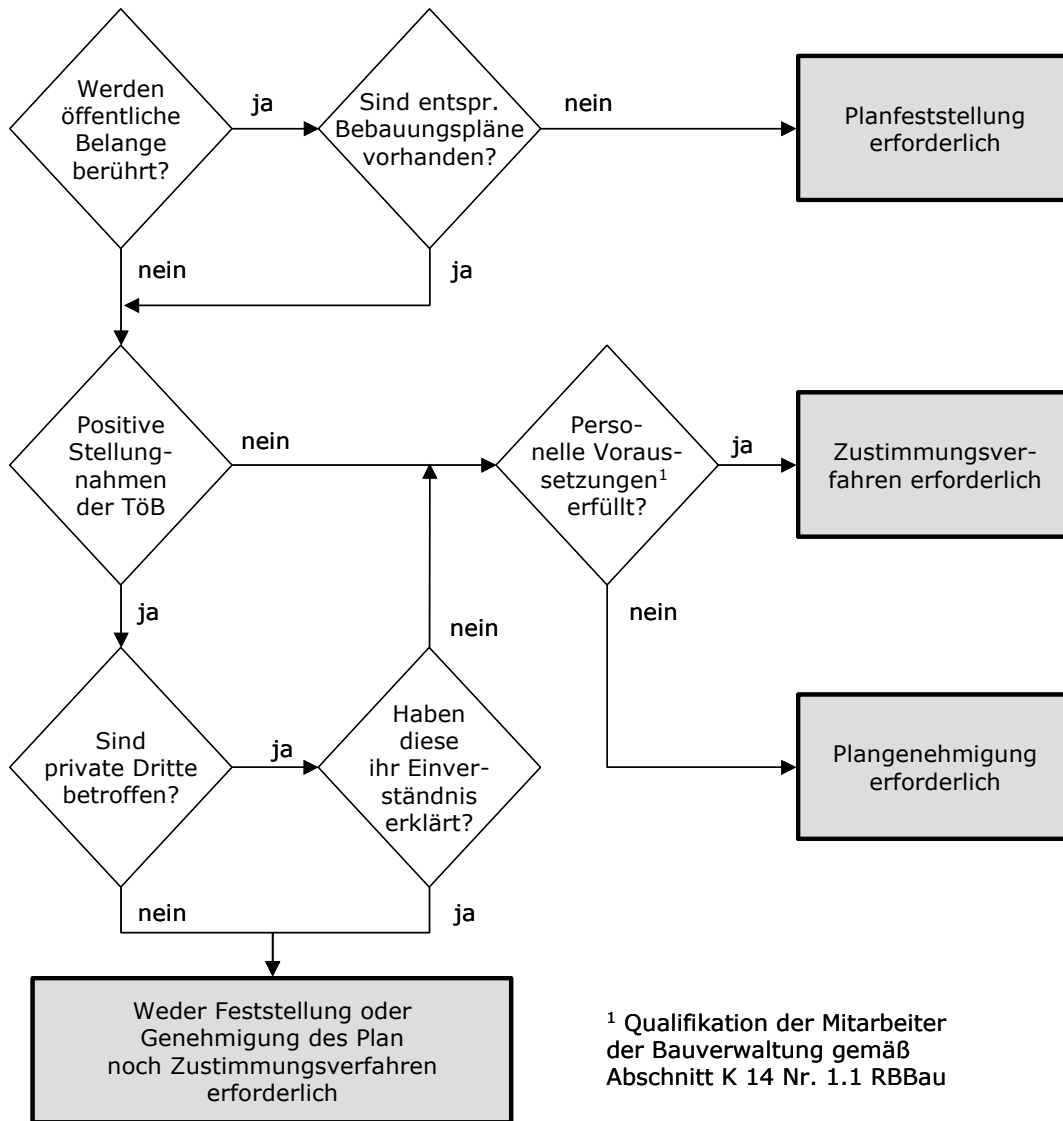 Werden
öffentliche
Belange
berührt?
ja
Sind entspr.
Bebauungspläne
vorhanden?
nein
Planfeststellung
erforderlich
nein
ja
Positive
Stellung-
nahmen
der TöB
nein
Perso-
nelle Voraus-
setzungen¹
erfüllt?
ja
Zustimmungsver-
fahren erforderlich
ja
nein
nein
Sind
private Dritte
betroffen?
ja
Haben
diese
ihr Einver-
ständnis
erklärt?
Plangenehmigung
erforderlich
nein
ja
Weder Feststellung oder
Genehmigung des Plan
noch Zustimmungsverfahren
erforderlich
¹ Qualifikation der Mitarbeiter
der Bauverwaltung gemäß
Abschnitt K 14 Nr. 1.1 RBBau